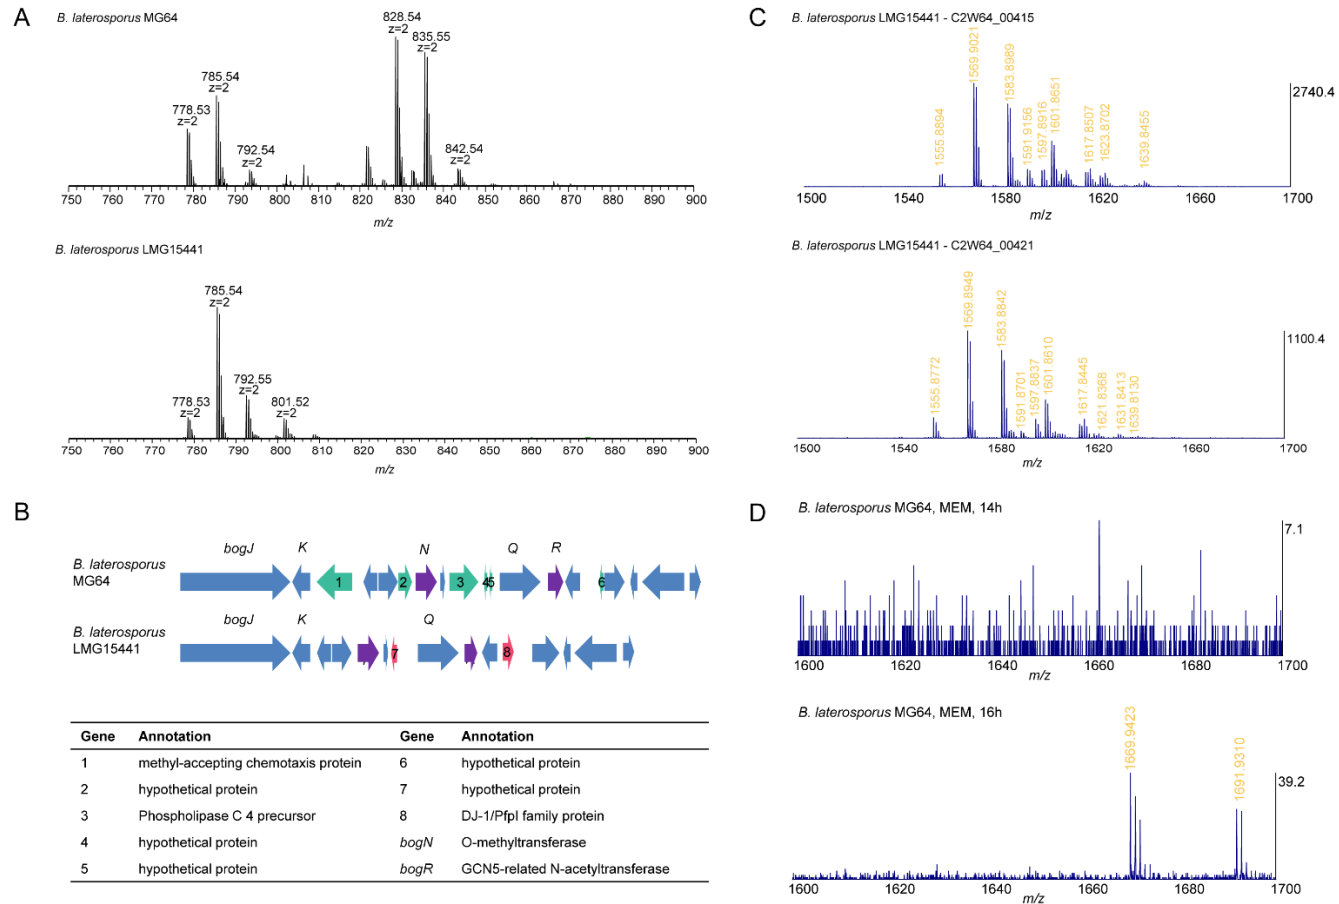 A
B. laterosporus MG64
778.53
z=2
785.54
z=2
792.54
z=2
828.54
z=2
835.55
z=2
842.54
z=2
750 760 770 780 790 800 810 820 830 840 850 860 870 880 890 900
m/z
B. laterosporus LMG15441
778.53
z=2
785.54
z=2
792.55
z=2
801.52
z=2
750 760 770 780 790 800 810 820 830 840 850 860 870 880 890 900
m/z
B
bogJ K N Q R
B. laterosporus
MG64
1 2 3 4 5 6
bogJ K Q
B. laterosporus
LMG15441
7 8
Gene Annotation Gene Annotation
1 methyl-accepting chemotaxis protein 6 hypothetical protein
2 hypothetical protein 7 hypothetical protein
3 Phospholipase C 4 precursor 8 DJ-1/PfpI family protein
4 hypothetical protein bogN O-methyltransferase
5 hypothetical protein bogR GCN5-related N-acetyltransferase
C
B. laterosporus LMG15441 - C2W64_00415
1555.8894
1569.9021
1583.8989
1591.9156
1597.8916
1601.8651
1617.8507
1623.8702
1639.8455
2740.4
1500 1540 1580 1620 1660 1700
m/z
B. laterosporus LMG15441 - C2W64_00421
1555.8772
1569.8949
1583.8842
1591.8701
1597.8837
1601.8610
1617.8445
1621.8368
1631.8413
1639.8130
1100.4
1500 1540 1580 1620 1660 1700
m/z
D
B. laterosporus MG64, MEM, 14h
7.1
1600 1620 1640 1660 1680 1700
m/z
B. laterosporus MG64, MEM, 16h
1669.9423
1691.9310
39.2
1600 1620 1640 1660 1680 1700
m/z